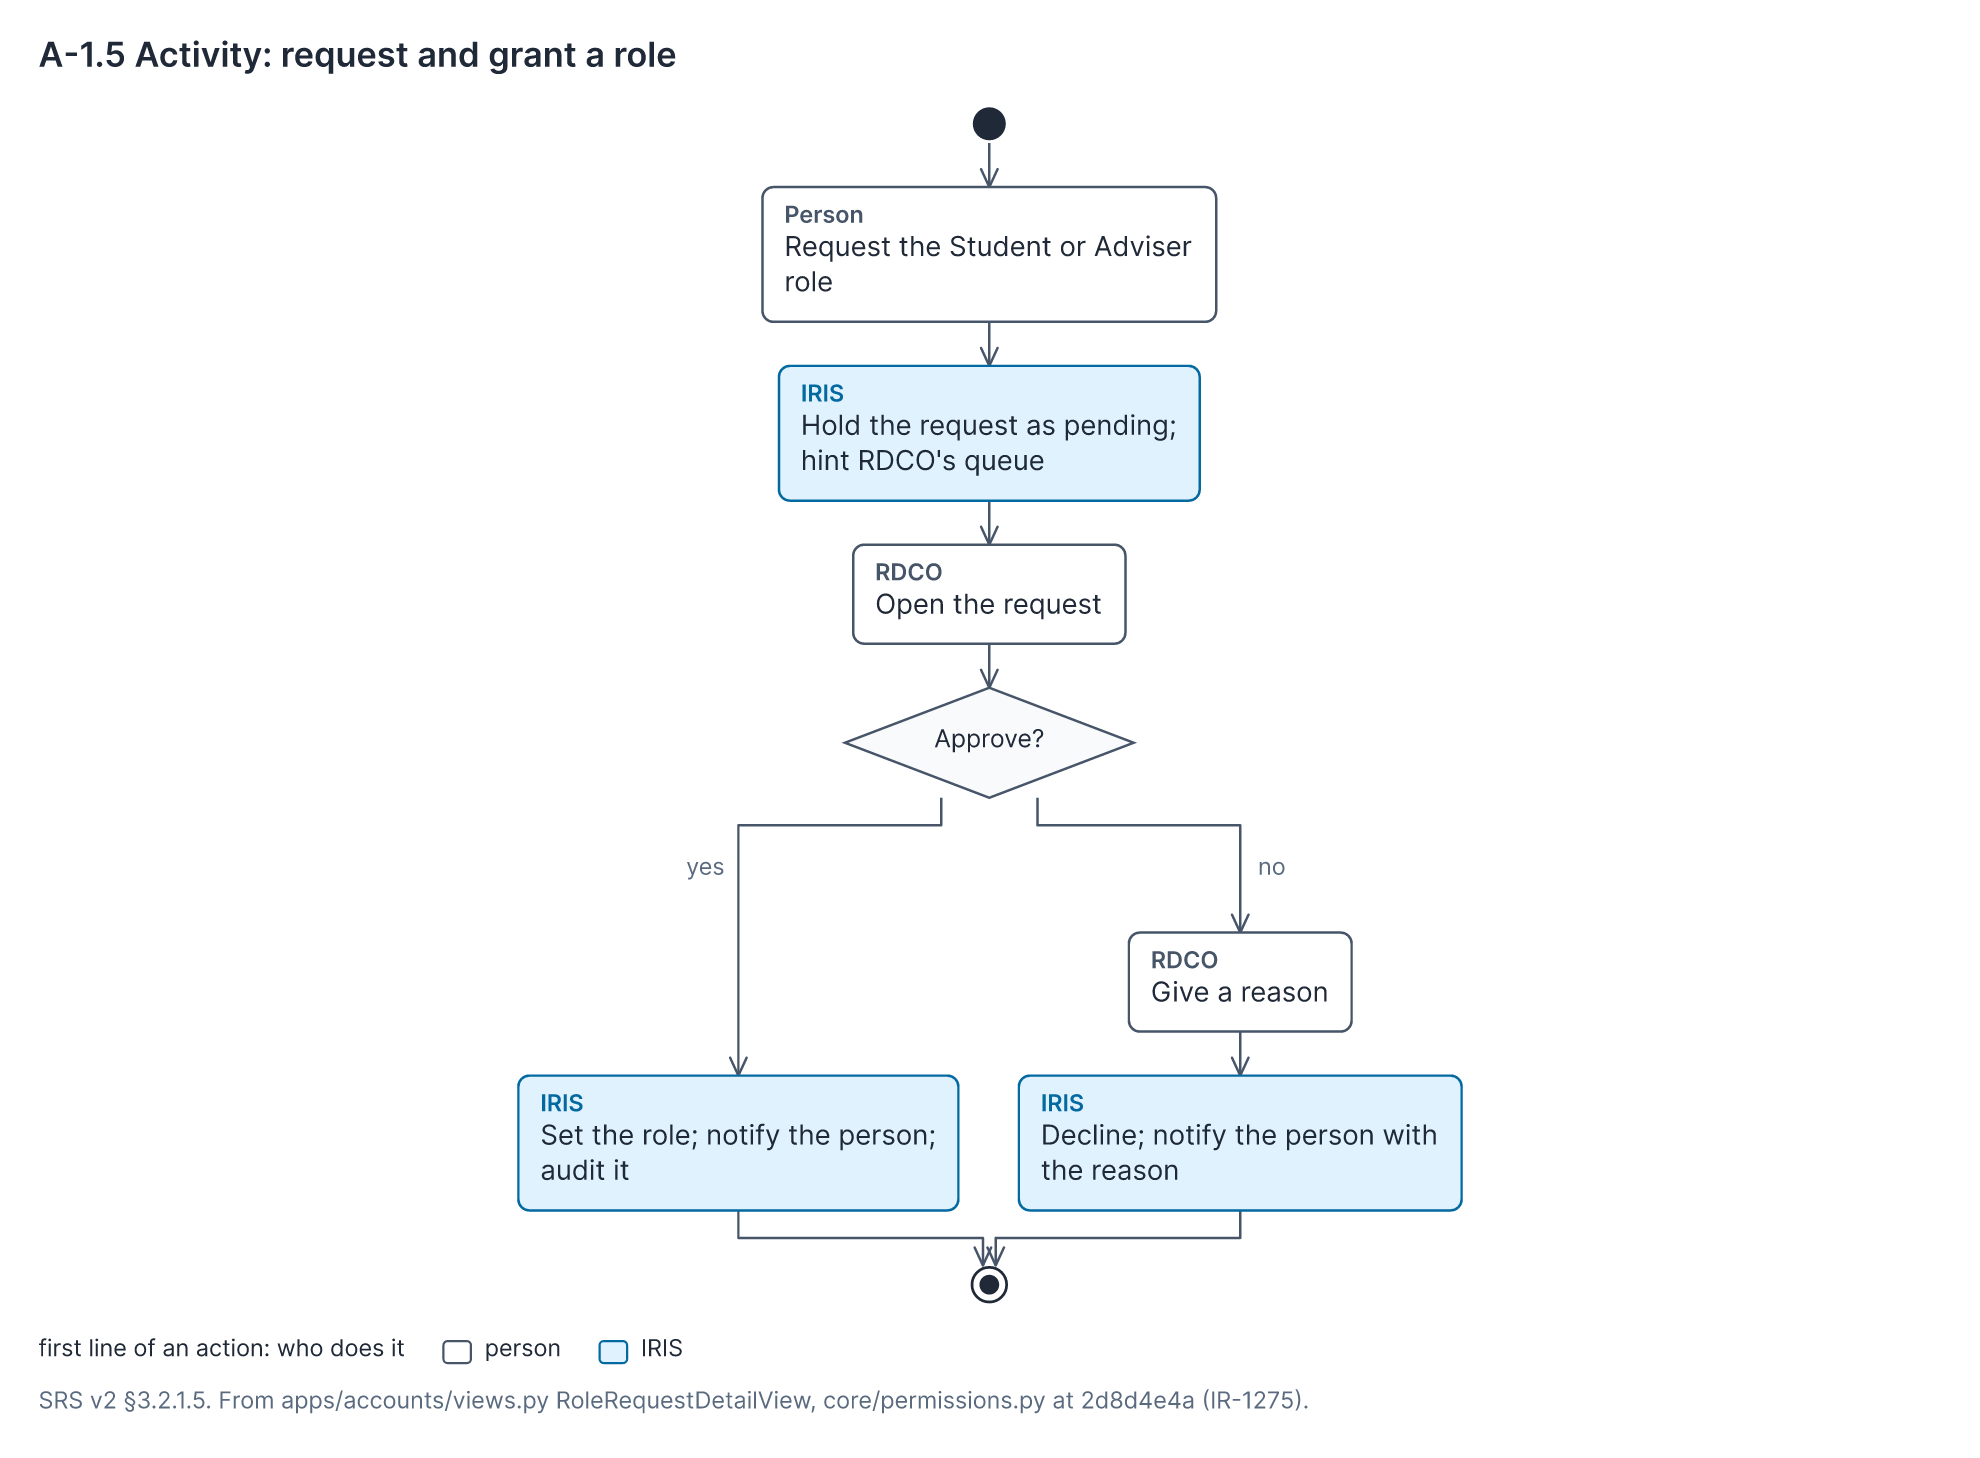 A-1.5 Activity: request and grant a role
Person
Request the Student or Adviser
role
IRIS
Hold the request as pending;
hint RDCO's queue
RDCO
Open the request
Approve?
yes
no
RDCO
Give a reason
IRIS
Set the role; notify the person;
audit it
IRIS
Decline; notify the person with
the reason
first line of an action: who does it
person
IRIS
SRS v2 §3.2.1.5. From apps/accounts/views.py RoleRequestDetailView, core/permissions.py at 2d8d4e4a (IR-1275).